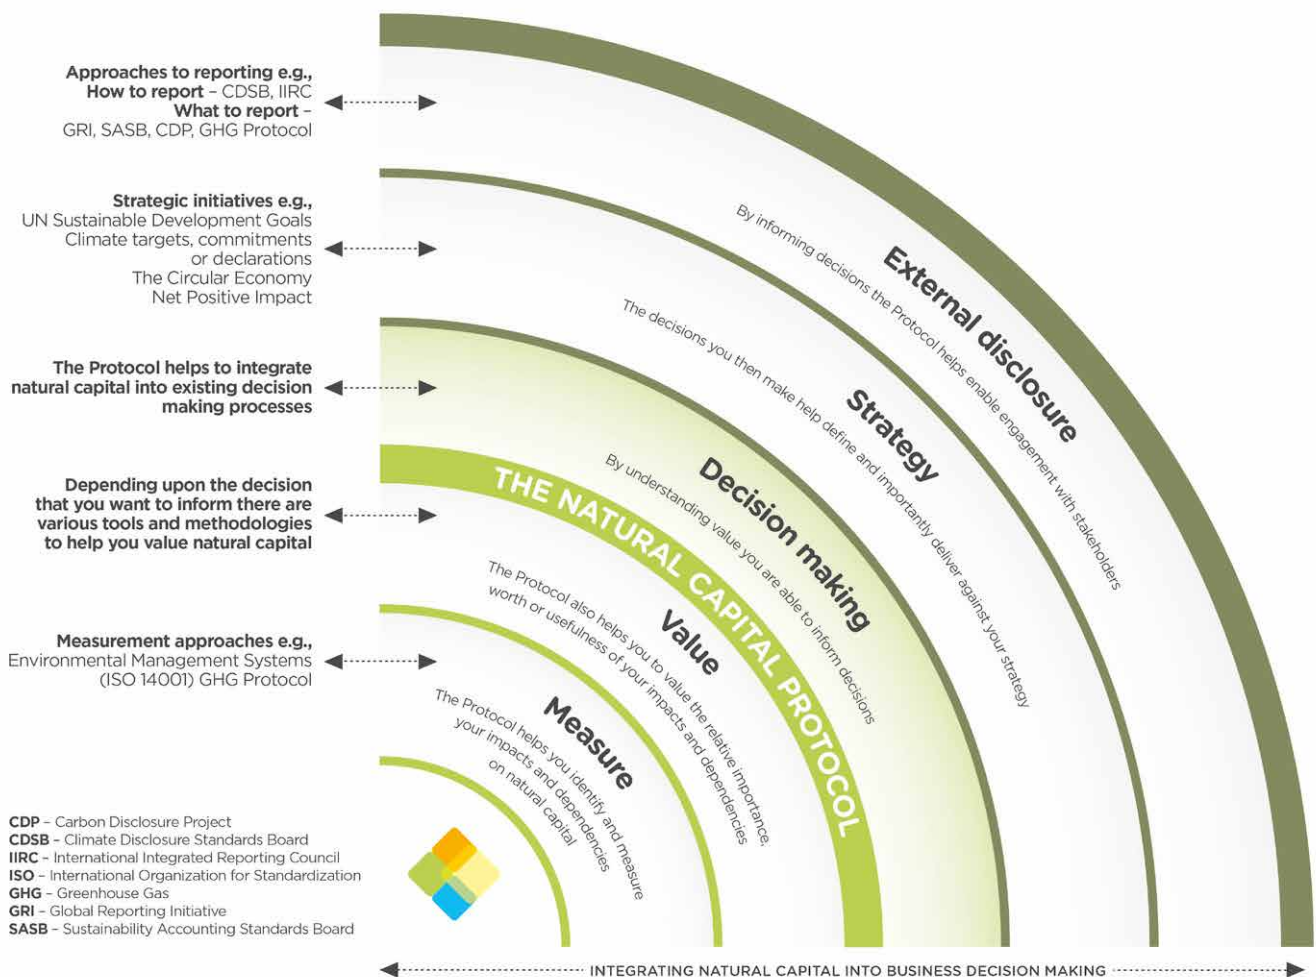 Approaches to reporting e.g.,
How to report – CDSB, IIRC
What to report –
GRI, SASB, CDP, GHG Protocol
Strategic initiatives e.g.,
UN Sustainable Development Goals
Climate targets, commitments
or declarations
The Circular Economy
Net Positive Impact
The Protocol helps to integrate
natural capital into existing decision
making processes
Depending upon the decision
that you want to inform there are
various tools and methodologies
to help you value natural capital
Measurement approaches e.g.,
Environmental Management Systems
(ISO 14001) GHG Protocol
External disclosure
By informing decisions the Protocol helps enable engagement with stakeholders
Strategy
The decisions you then make help define and importantly deliver against your strategy
Decision making
By understanding value you are able to inform decisions
THE NATURAL CAPITAL PROTOCOL
Value
The Protocol also helps you to value the relative importance,
worth or usefulness of your impacts and dependencies
Measure
The Protocol helps you identify and measure
your impacts and dependencies
on natural capital
CDP – Carbon Disclosure Project
CDSB – Climate Disclosure Standards Board
IIRC – International Integrated Reporting Council
ISO – International Organization for Standardization
GHG – Greenhouse Gas
GRI – Global Reporting Initiative
SASB – Sustainability Accounting Standards Board
INTEGRATING NATURAL CAPITAL INTO BUSINESS DECISION MAKING